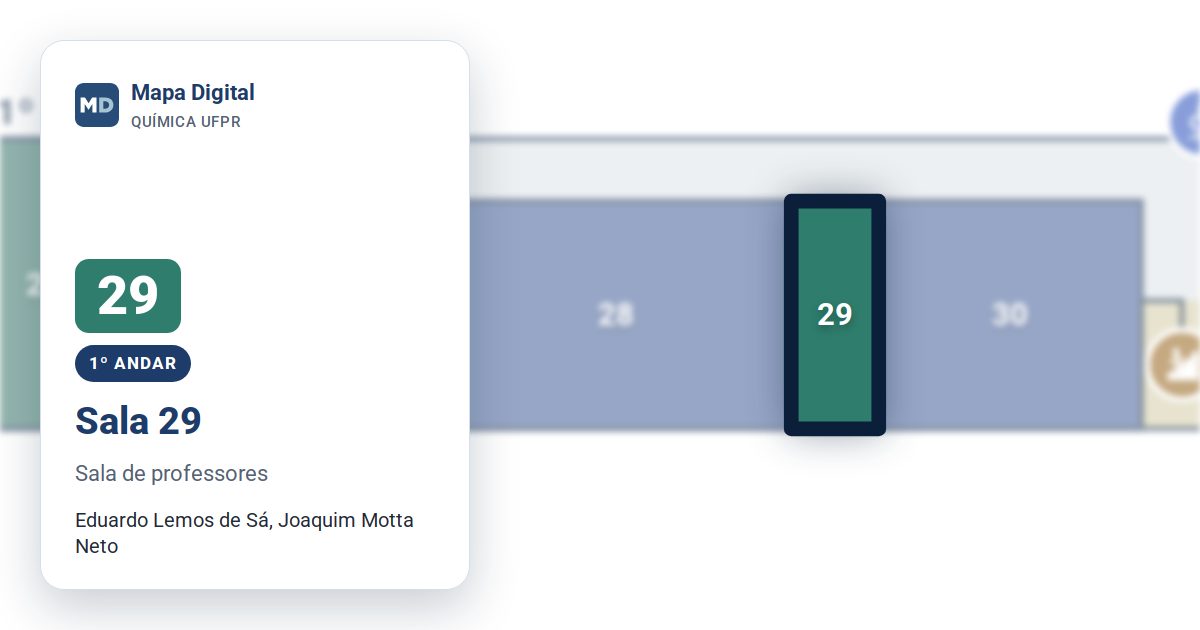 1º
MD
Mapa Digital
QUÍMICA UFPR
29
1º ANDAR
Sala 29
Sala de professores
Eduardo Lemos de Sá, Joaquim Motta
Neto
28
29
30